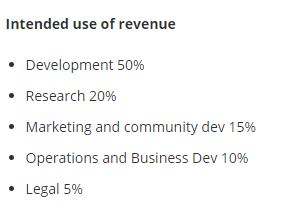 Intended use of revenue
Development 50%
Research 20%
Marketing and community dev 15%
Operations and Business Dev 10%
Legal 5%